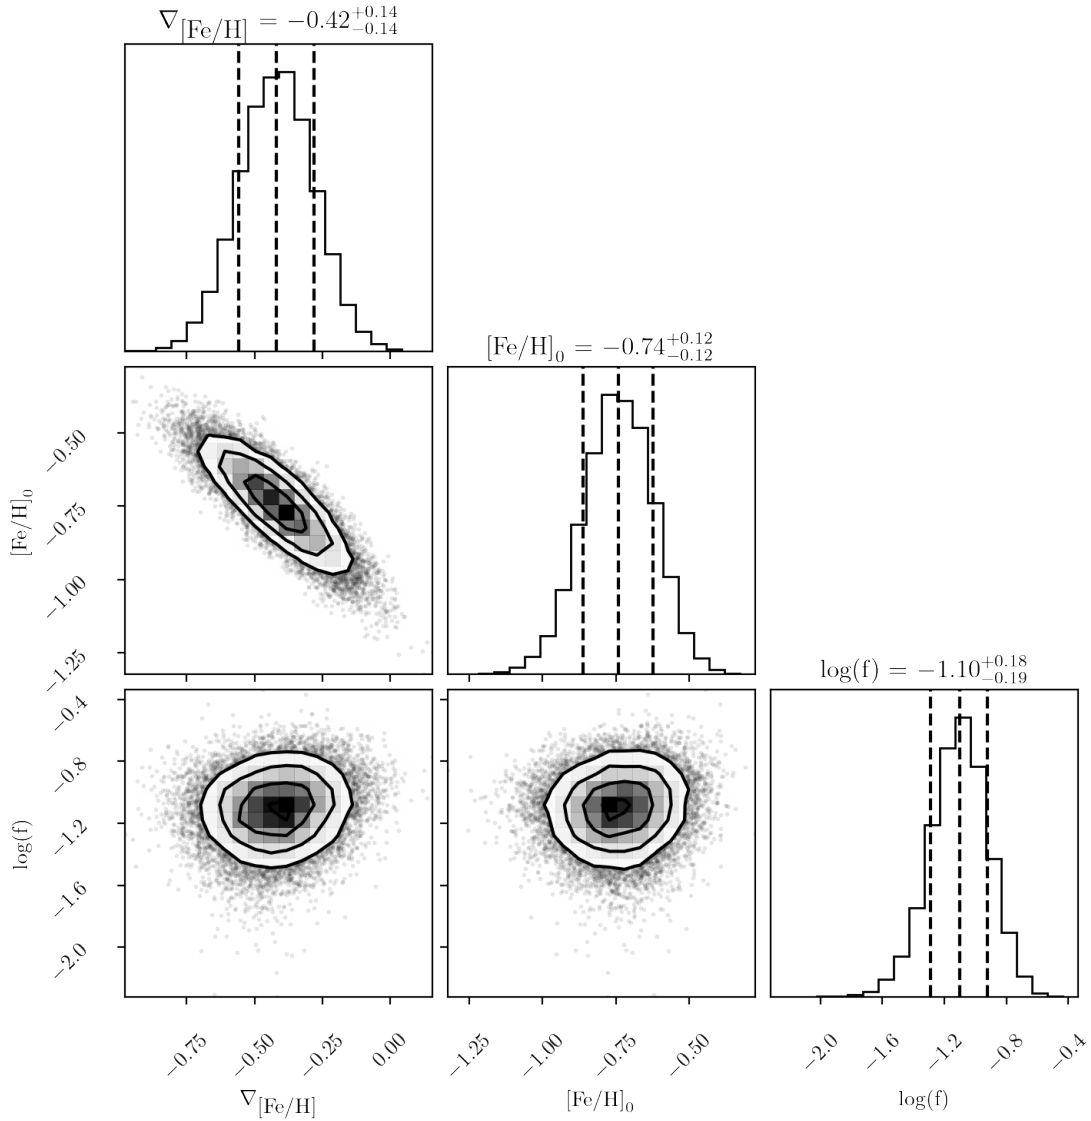 ∇[Fe/H] = −0.42+0.14−0.14
[Fe/H]0 = −0.74+0.12−0.12
−0.50
−0.75
−1.00
−1.25
[Fe/H]0
log(f) = −1.10+0.18−0.19
−0.4
−0.8
−1.2
−1.6
−2.0
log(f)
−0.75 −0.50 −0.25 0.00
−1.25 −1.00 −0.75 −0.50
−2.0 −1.6 −1.2 −0.8 −0.4
∇[Fe/H]
[Fe/H]0
log(f)